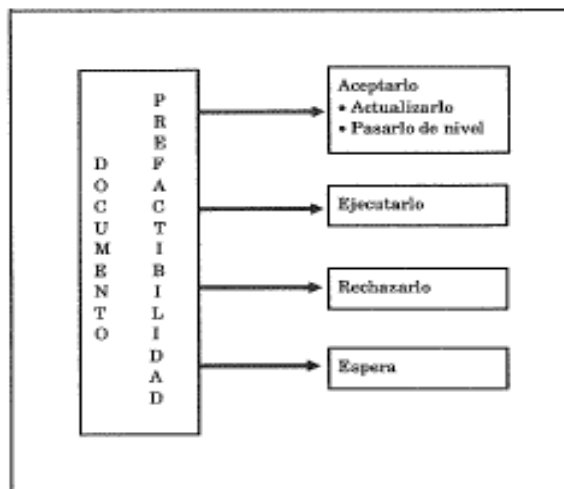 DOCUMENTO
PREFACTIBILIDAD
Aceptarlo
• Actualizarlo
• Pasarlo de nivel
Ejecutarlo
Rechazarlo
Espera